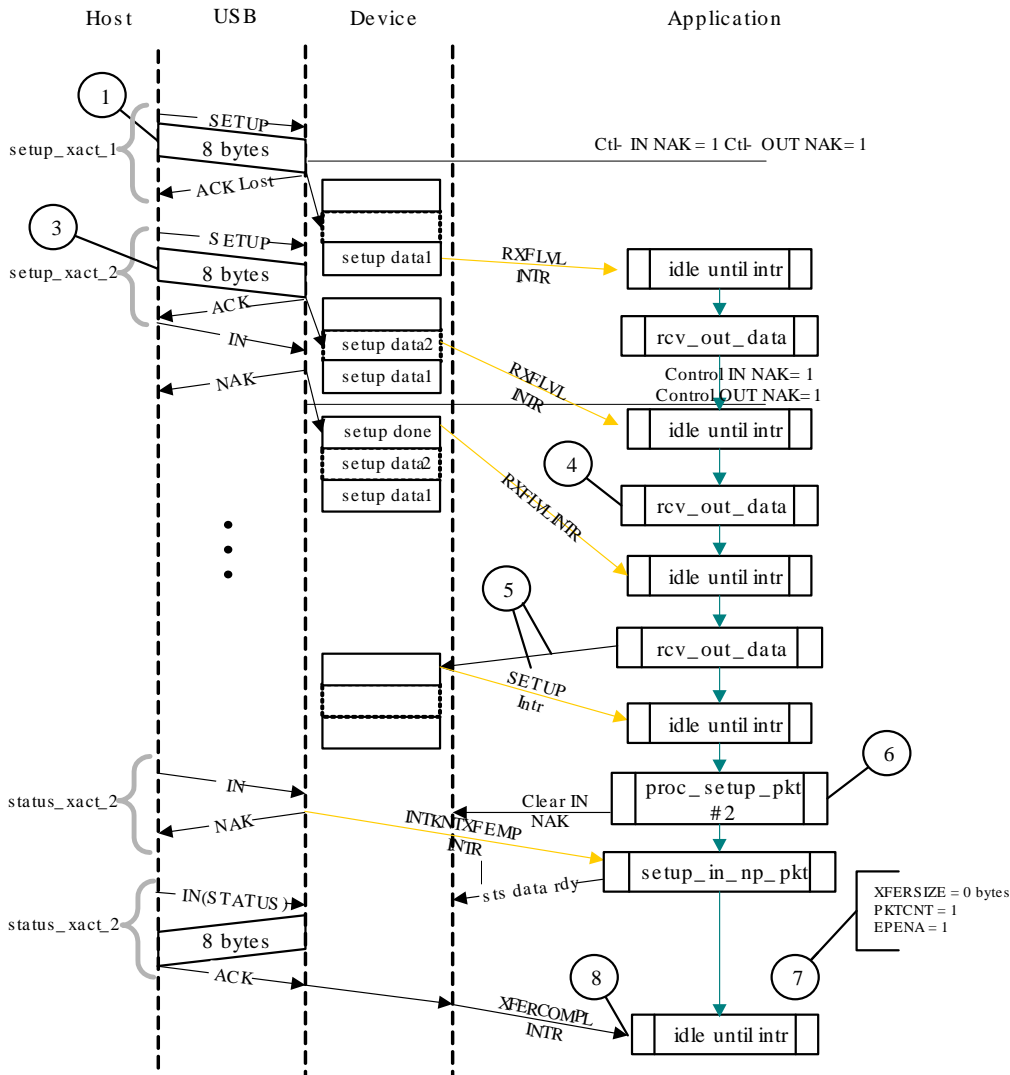 Host
USB
Device
Application
1
SETUP
setup_xact_1
8 bytes
Ctl- IN NAK = 1 Ctl- OUT NAK= 1
ACK Lost
3
SETUP
setup data1
RXFLVL
INTR
idle until intr
setup_xact_2
8 bytes
ACK
IN
setup data2
rcv_out_data
NAK
setup data1
RXFLVL
INTR
Control IN NAK= 1
Control OUT NAK= 1
setup done
idle until intr
setup data2
4
setup data1
RXFLVL INTR
rcv_out_data
idle until intr
5
rcv_out_data
SETUP
Intr
idle until intr
6
IN
status_xact_2
Clear IN
NAK
proc_setup_pkt
#2
NAK
INTKNTXFEMP
INTR
setup_in_np_pkt
sts data rdy
IN(STATUS)
XFERSIZE = 0 bytes
PKTCNT = 1
EPENA = 1
status_xact_2
8 bytes
ACK
8
7
XFERCOMPL
INTR
idle until intr